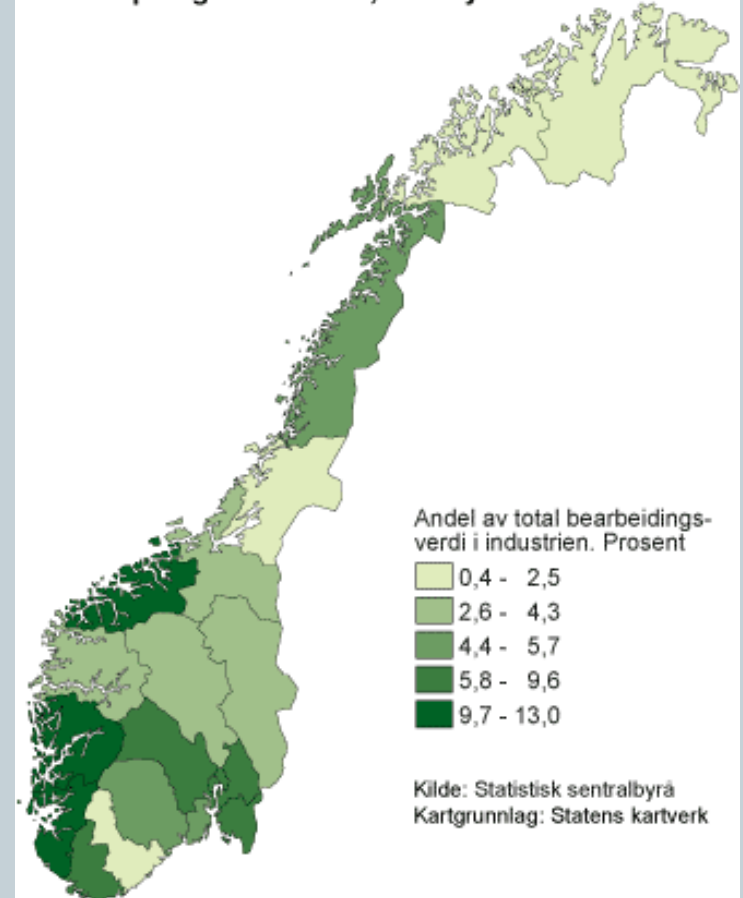 Andel av total bearbeidings-
verdi i industrien. Prosent
0,4 - 2,5
2,6 - 4,3
4,4 - 5,7
5,8 - 9,6
9,7 - 13,0
Kilde: Statistisk sentralbyrå
Kartgrunnlag: Statens kartverk